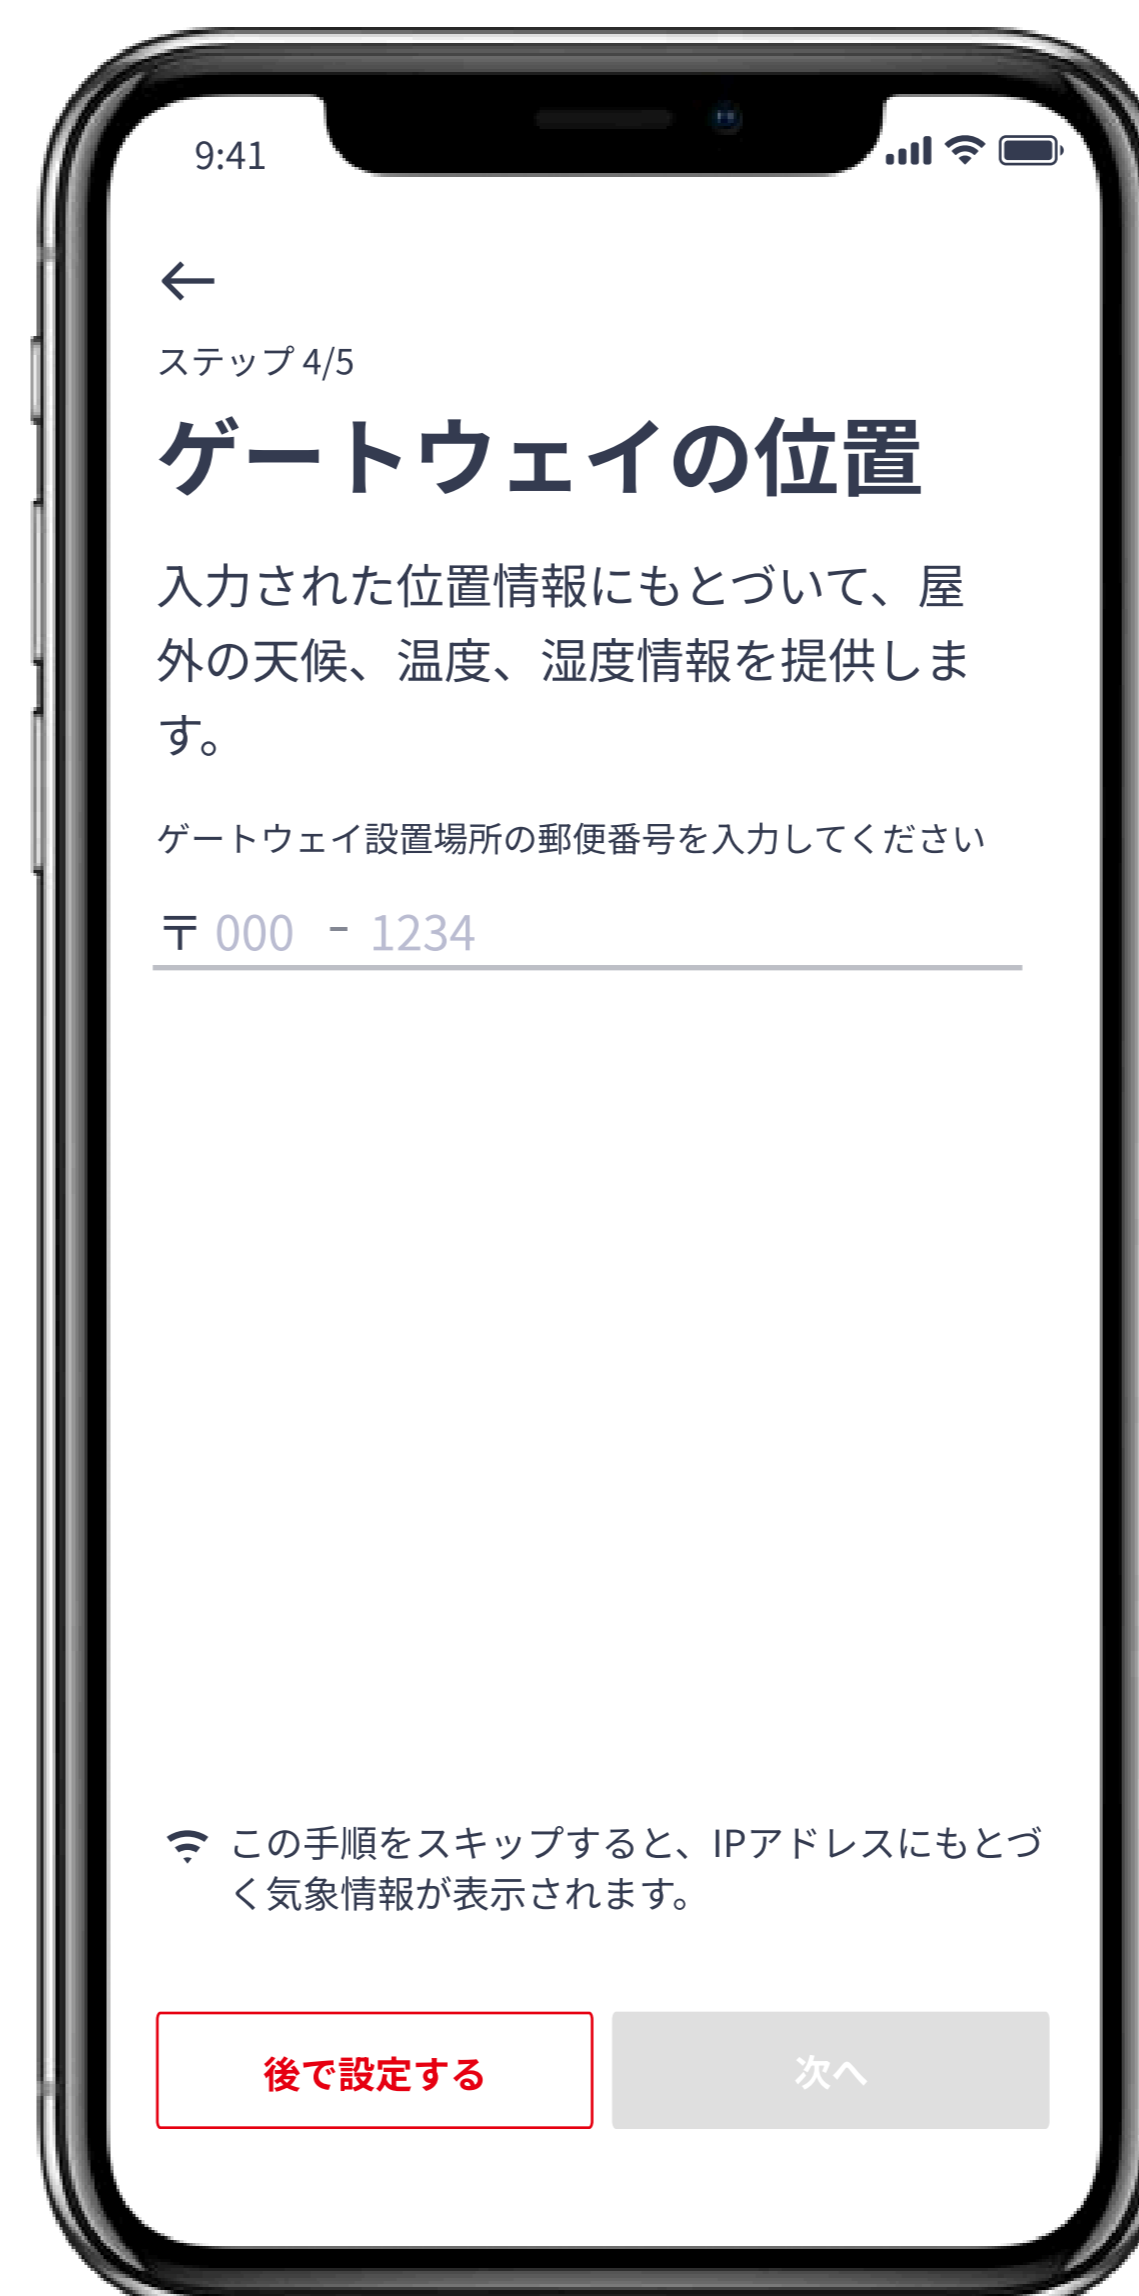 9:41
ステップ 4/5
ゲートウェイの位置
入力された位置情報にもとづいて、屋
外の天候、温度、湿度情報を提供しま
す。
ゲートウェイ設置場所の郵便番号を入力してください
〒 000 - 1234
この手順をスキップすると、IPアドレスにもとづ
く気象情報が表示されます。
後で設定する
次へ